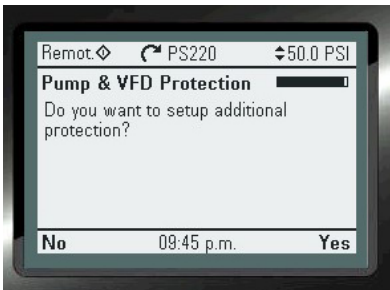 Remot. PS220 50.0 PSI
Pump & VFD Protection
Do you want to setup additional
protection?
No 09:45 p.m. Yes